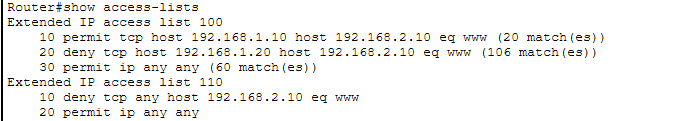 Router#show access-lists
Extended IP access list 100
10 permit tcp host 192.168.1.10 host 192.168.2.10 eq www (20 match(es))
20 deny tcp host 192.168.1.20 host 192.168.2.10 eq www (106 match(es))
30 permit ip any any (60 match(es))
Extended IP access list 110
10 deny tcp any host 192.168.2.10 eq www
20 permit ip any any